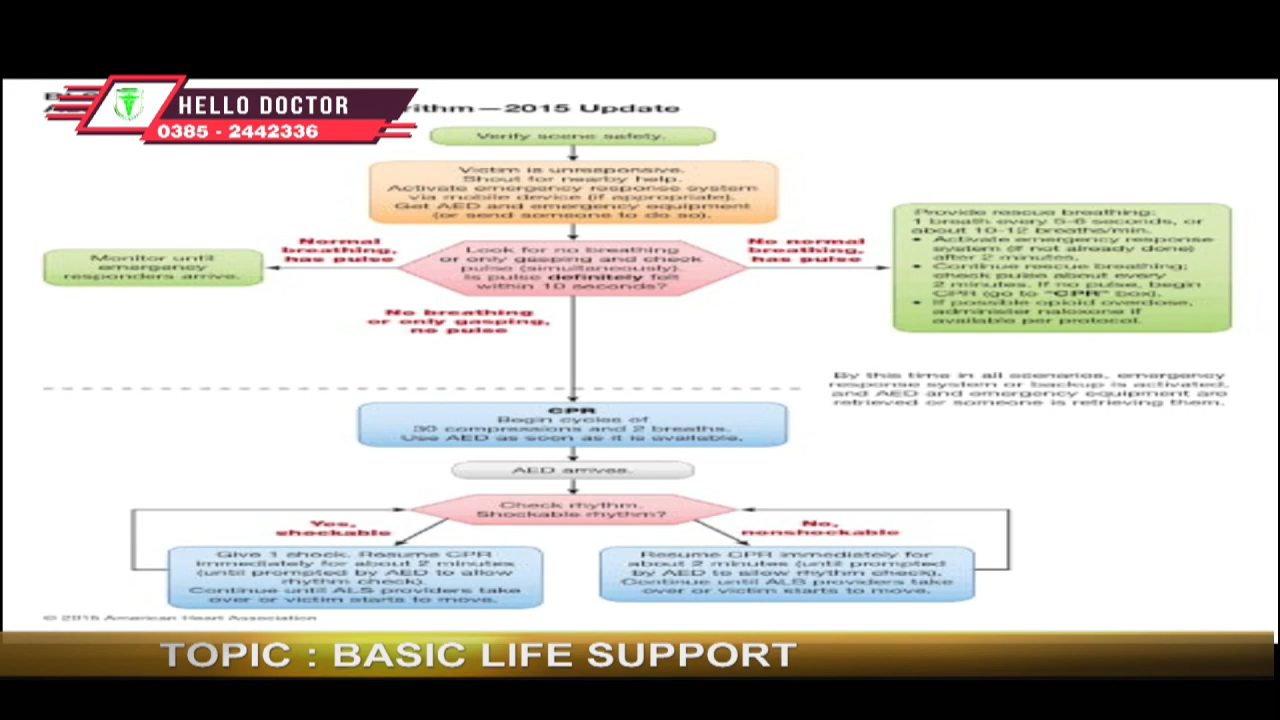 HELLO DOCTOR
0385 - 2442336
rithm—2015 Update
Verify scene safety.
Victim is unresponsive.
Shout for nearby help.
Activate emergency response system
via mobile device (if appropriate).
Get AED and emergency equipment
(or send someone to do so).
Normal
breathing,
has pulse
Look for no breathing
or only gasping and check
pulse (simultaneously).
Is pulse definitely felt
within 10 seconds?
No normal
breathing,
has pulse
Monitor until
emergency
responders arrive.
Provide rescue breathing:
1 breath every 5-6 seconds, or
about 10-12 breaths/min.
• Activate emergency response
system (if not already done)
after 2 minutes.
• Continue rescue breathing;
check pulse about every
2 minutes. If no pulse, begin
CPR (go to "CPR" box).
• If possible opioid overdose,
administer naloxone if
available per protocol.
No breathing
or only gasping,
no pulse
By this time in all scenarios, emergency
response system or backup is activated,
and AED and emergency equipment are
retrieved or someone is retrieving them.
CPR
Begin cycles of
30 compressions and 2 breaths.
Use AED as soon as it is available.
AED arrives.
Check rhythm.
Shockable rhythm?
Yes,
shockable
No,
nonshockable
Give 1 shock. Resume CPR
immediately for about 2 minutes
(until prompted by AED to allow
rhythm check).
Continue until ALS providers take
over or victim starts to move.
Resume CPR immediately for
about 2 minutes (until prompted
by AED to allow rhythm check).
Continue until ALS providers take
over or victim starts to move.
© 2015 American Heart Association
TOPIC : BASIC LIFE SUPPORT